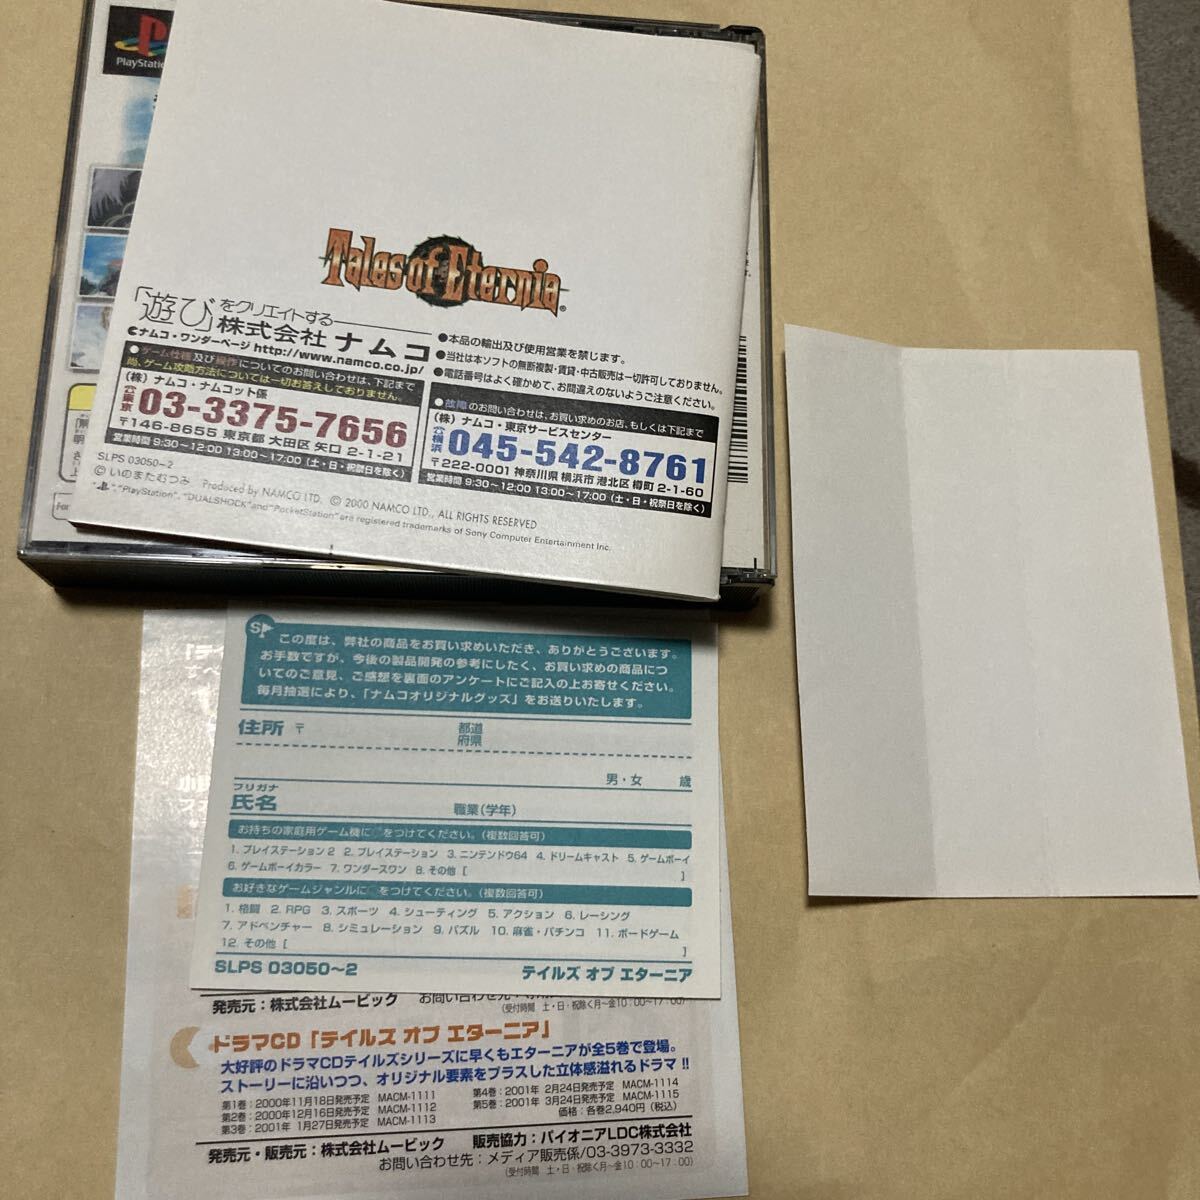 PlayStation
Tales of Eternia
「遊び」をクリエイトする
株式会社 ナムコ
ナムコ・ワンダーページ http://www.namco.co.jp/
●ゲーム仕様及び操作についてのお問い合わせは、下記まで
尚、ゲーム攻略方法については一切お答えしておりません。
(株) ナムコ・ナムコット係
東京 03-3375-7656
〒146-8655 東京都 大田区 矢口 2-1-21
営業時間 9:30~12:00 13:00~17:00 (土・日・祝祭日を除く)
●本品の輸出及び使用営業を禁じます。
●当社は本ソフトの無断複製・賃貸・中古販売は一切許可しておりません。
●電話番号はよく確かめて、お間違えのないようご注意ください。
●故障のお問い合わせは、お買い求めのお店、もしくは下記まで
(株) ナムコ・東京サービスセンター
横浜 045-542-8761
〒222-0001 神奈川県 横浜市 港北区 樽町 2-1-60
営業時間 9:30~12:00 13:00~17:00 (土・日・祝祭日を除く)
SLPS 03050~2
© いのまたむつみ Produced by NAMCO LTD. © 2000 NAMCO LTD., ALL RIGHTS RESERVED
"PlayStation", "DUALSHOCK" and "PocketStation" are registered trademarks of Sony Computer Entertainment Inc.
For
この度は、弊社の商品をお買い求めいただき、ありがとうございます。
お手数ですが、今後の製品開発の参考にしたく、お買い求めの商品につ
いてのご意見、ご感想を裏面のアンケートにご記入の上お寄せください。
毎月抽選により、「ナムコオリジナルグッズ」をお送りいたします。
住所 〒 都道
府県
男・女 歳
フリガナ
氏名 職業(学年)
お持ちの家庭用ゲーム機に○をつけてください。(複数回答可)
1. プレイステーション2 2. プレイステーション 3. ニンテンドウ64 4. ドリームキャスト 5. ゲームボーイ
6. ゲームボーイカラー 7. ワンダースワン 8. その他 [ ]
お好きなゲームジャンルに○をつけてください。(複数回答可)
1. 格闘 2. RPG 3. スポーツ 4. シューティング 5. アクション 6. レーシング
7. アドベンチャー 8. シミュレーション 9. パズル 10. 麻雀・パチンコ 11. ボードゲーム
12. その他 [ ]
SLPS 03050~2 テイルズ オブ エターニア
発売元：株式会社ムービック
(受付時間 土・日・祝除く月~金10:00~17:00)
ドラマCD「テイルズ オブ エターニア」
大好評のドラマCDテイルズシリーズに早くもエターニアが全5巻で登場。
ストーリーに沿いつつ、オリジナル要素をプラスした立体感溢れるドラマ!!
第1巻：2000年11月18日発売予定 MACM-1111
第2巻：2000年12月16日発売予定 MACM-1112
第3巻：2001年 1月27日発売予定 MACM-1113
第4巻：2001年 2月24日発売予定 MACM-1114
第5巻：2001年 3月24日発売予定 MACM-1115
価格：各巻2,940円(税込)
発売元・販売元：株式会社ムービック 販売協力：パイオニアLDC株式会社
お問い合わせ先：メディア販売係/03-3973-3332
(受付時間 土・日・祝除く月~金10:00~17:00)